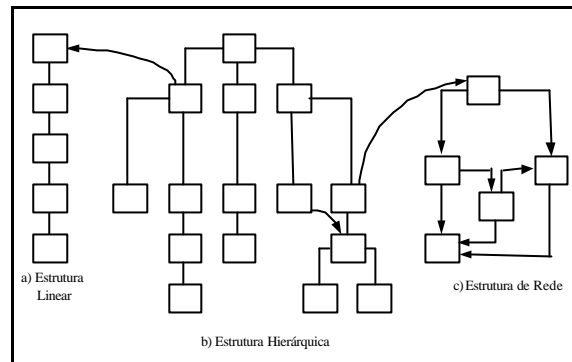 a) Estrutura
Linear
b) Estrutura Hierárquica
c) Estrutura de Rede